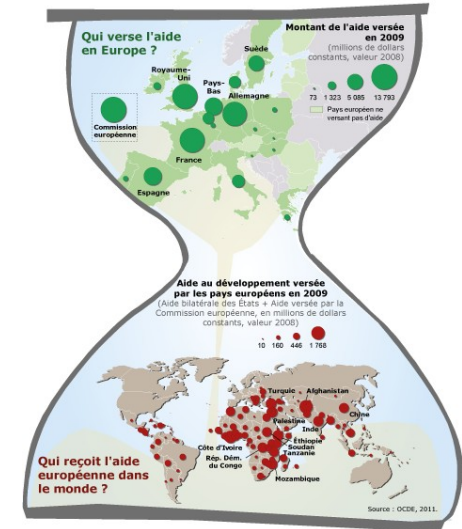 Qui verse l'aide
en Europe ?
Montant de l'aide versée
en 2009
(millions de dollars
constants, valeur 2008)
73 1 323 5 085 13 793
Pays européen ne
versant pas d'aide
Suède
Royaume-
Uni
Pays-
Bas
Allemagne
Commission
européenne
France
Espagne
Aide au développement versée
par les pays européens en 2009
(Aide bilatérale des États + Aide versée par la
Commission européenne, en millions de dollars
constants, valeur 2008)
10 160 446 1 768
Turquie
Afghanistan
Chine
Palestine
Inde
Éthiopie
Soudan
Tanzanie
Côte d'Ivoire
Rép. Dém.
du Congo
Mozambique
Qui reçoit l'aide
européenne dans
le monde ?
Source : OCDE, 2011.